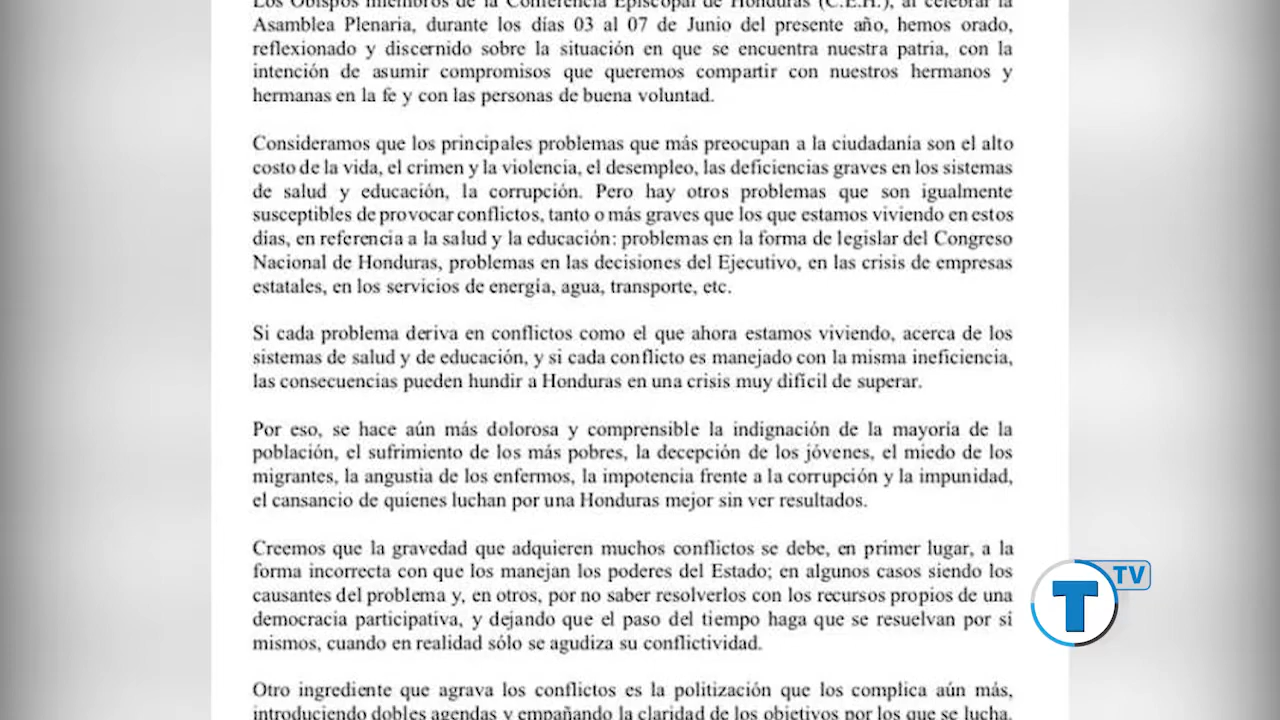 Los Obispos miembros de la Conferencia Episcopal de Honduras (C.E.H.), al celebrar la
Asamblea Plenaria, durante los días 03 al 07 de Junio del presente año, hemos orado,
reflexionado y discernido sobre la situación en que se encuentra nuestra patria, con la
intención de asumir compromisos que queremos compartir con nuestros hermanos y
hermanas en la fe y con las personas de buena voluntad.
Consideramos que los principales problemas que más preocupan a la ciudadanía son el alto
costo de la vida, el crimen y la violencia, el desempleo, las deficiencias graves en los sistemas
de salud y educación, la corrupción. Pero hay otros problemas que son igualmente
susceptibles de provocar conflictos, tanto o más graves que los que estamos viviendo en estos
días, en referencia a la salud y la educación: problemas en la forma de legislar del Congreso
Nacional de Honduras, problemas en las decisiones del Ejecutivo, en las crisis de empresas
estatales, en los servicios de energía, agua, transporte, etc.
Si cada problema deriva en conflictos como el que ahora estamos viviendo, acerca de los
sistemas de salud y de educación, y si cada conflicto es manejado con la misma ineficiencia,
las consecuencias pueden hundir a Honduras en una crisis muy difícil de superar.
Por eso, se hace aún más dolorosa y comprensible la indignación de la mayoría de la
población, el sufrimiento de los más pobres, la decepción de los jóvenes, el miedo de los
migrantes, la angustia de los enfermos, la impotencia frente a la corrupción y la impunidad,
el cansancio de quienes luchan por una Honduras mejor sin ver resultados.
Creemos que la gravedad que adquieren muchos conflictos se debe, en primer lugar, a la
forma incorrecta con que los manejan los poderes del Estado; en algunos casos siendo los
causantes del problema y, en otros, por no saber resolverlos con los recursos propios de una
democracia participativa, y dejando que el paso del tiempo haga que se resuelvan por sí
mismos, cuando en realidad sólo se agudiza su conflictividad.
Otro ingrediente que agrava los conflictos es la politización que los complica aún más,
introduciendo dobles agendas y empañando la claridad de los objetivos por los que se lucha.
T TV